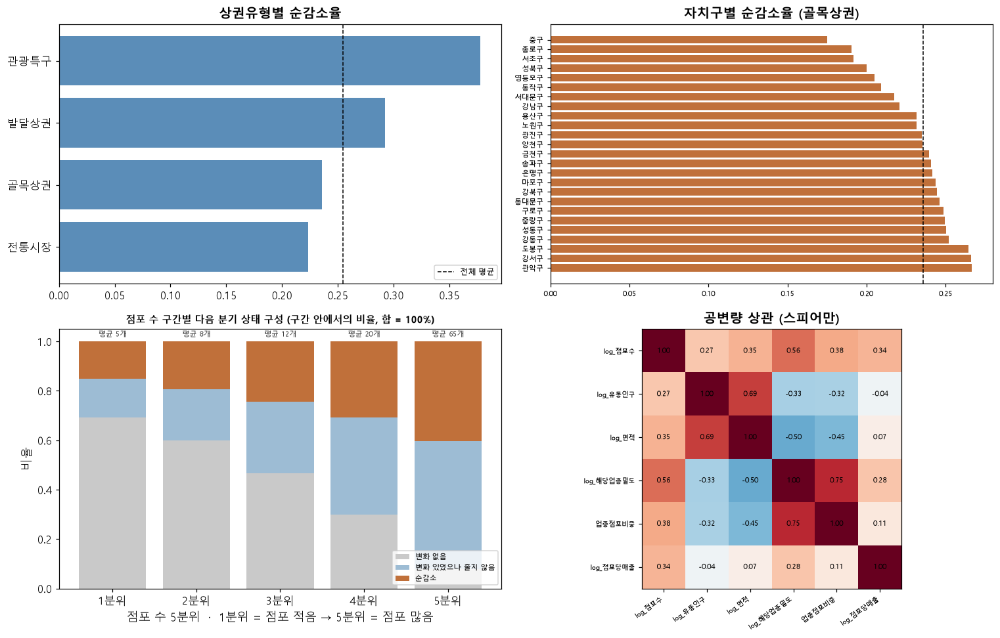 상권유형별 순감소율
관광특구
발달상권
골목상권
전통시장
전체 평균
0.00 0.05 0.10 0.15 0.20 0.25 0.30 0.35
자치구별 순감소율 (골목상권)
중구
종로구
서초구
성북구
영등포구
동작구
서대문구
강남구
용산구
노원구
광진구
양천구
금천구
송파구
은평구
마포구
강북구
동대문구
구로구
중랑구
성동구
강동구
도봉구
강서구
관악구
0.00 0.05 0.10 0.15 0.20 0.25
점포 수 구간별 다음 분기 상태 구성 (구간 안에서의 비율, 합 = 100%)
평균 5개 평균 8개 평균 12개 평균 20개 평균 65개
1.0
0.8
0.6
0.4
0.2
0.0
비율
변화 없음
변화 있었으나 줄지 않음
순감소
1분위 2분위 3분위 4분위 5분위
점포 수 5분위 · 1분위 = 점포 적음 → 5분위 = 점포 많음
공변량 상관 (스피어만)
log_점포수 1.00 0.27 0.35 0.56 0.38 0.34
log_유동인구 0.27 1.00 0.69 -0.33 -0.32 -0.04
log_면적 0.35 0.69 1.00 -0.50 -0.45 0.07
log_해당업종밀도 0.56 -0.33 -0.50 1.00 0.75 0.28
업종점포비중 0.38 -0.32 -0.45 0.75 1.00 0.11
log_점포당매출 0.34 -0.04 0.07 0.28 0.11 1.00
log_점포수 log_유동인구 log_면적 log_해당업종밀도 업종점포비중 log_점포당매출